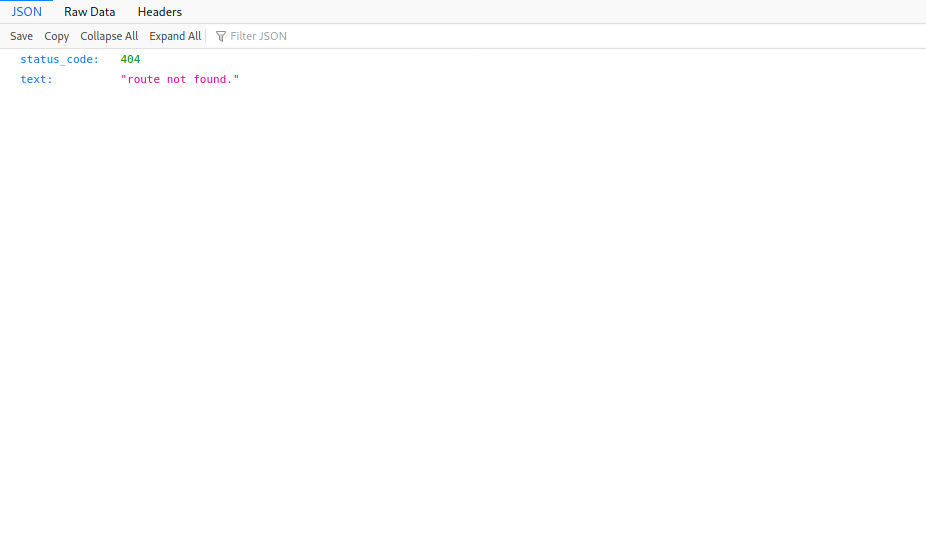 JSON Raw Data Headers
Save Copy Collapse All Expand All Filter JSON
status_code: 404
text: "route not found."